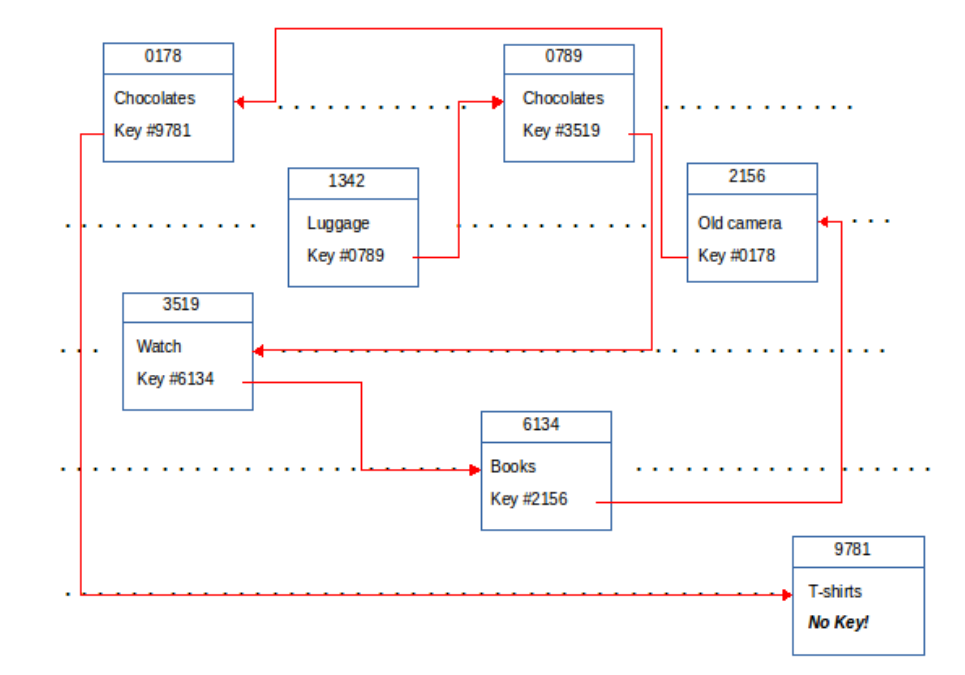 0178
Chocolates
Key #9781
0789
Chocolates
Key #3519
1342
Luggage
Key #0789
2156
Old camera
Key #0178
3519
Watch
Key #6134
6134
Books
Key #2156
9781
T-shirts
No Key!